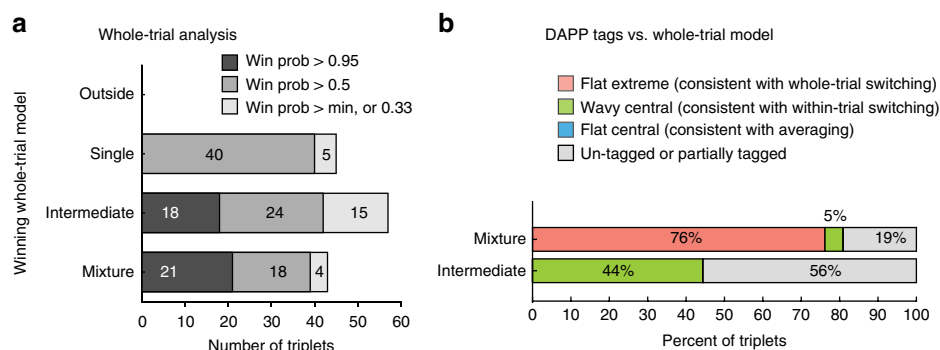 a
Whole-trial analysis
Win prob > 0.95
Win prob > 0.5
Win prob > min, or 0.33
Winning whole-trial model
Outside
Single
40
5
Intermediate
18
24
15
Mixture
21
18
4
0 10 20 30 40 50 60
Number of triplets
b
DAPP tags vs. whole-trial model
Flat extreme (consistent with whole-trial switching)
Wavy central (consistent with within-trial switching)
Flat central (consistent with averaging)
Un-tagged or partially tagged
5%
Mixture
76%
19%
Intermediate
44%
56%
0 10 20 30 40 50 60 70 80 90 100
Percent of triplets